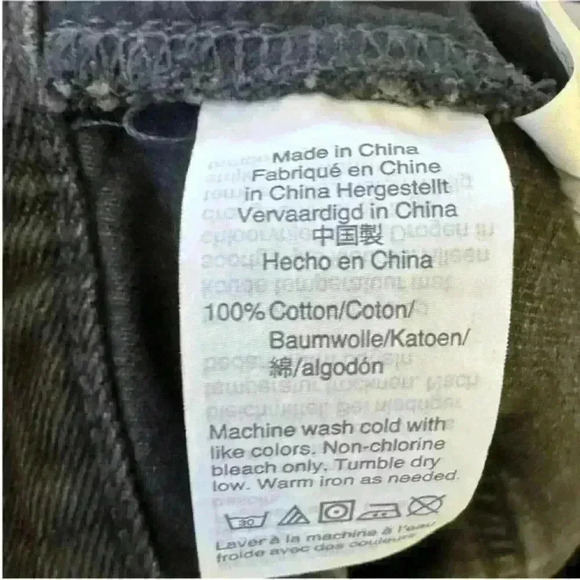 Made in China
Fabriqué en Chine
in China Hergestellt
Vervaardigd in China
中国製
Hecho en China
100% Cotton/Coton/
Baumwolle/Katoen/
綿/algodón
Machine wash cold with
like colors. Non-chlorine
bleach only. Tumble dry
low. Warm iron as needed.
30
Laver à la machine à l'eau
froide avec des couleurs